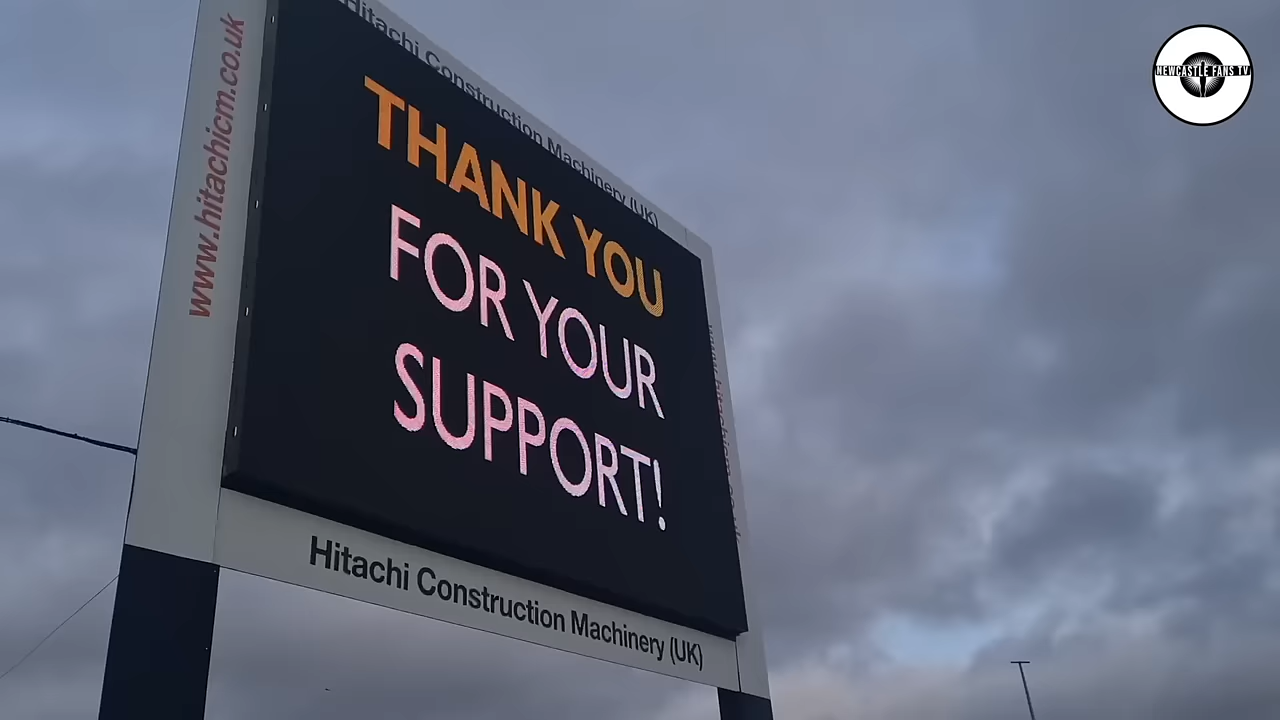 Hitachi Construction Machinery (UK)
www.hitachicm.co.uk
THANK YOU
FOR YOUR
SUPPORT!
Hitachi Construction Machinery (UK)
NEWCASTLE FANS TV